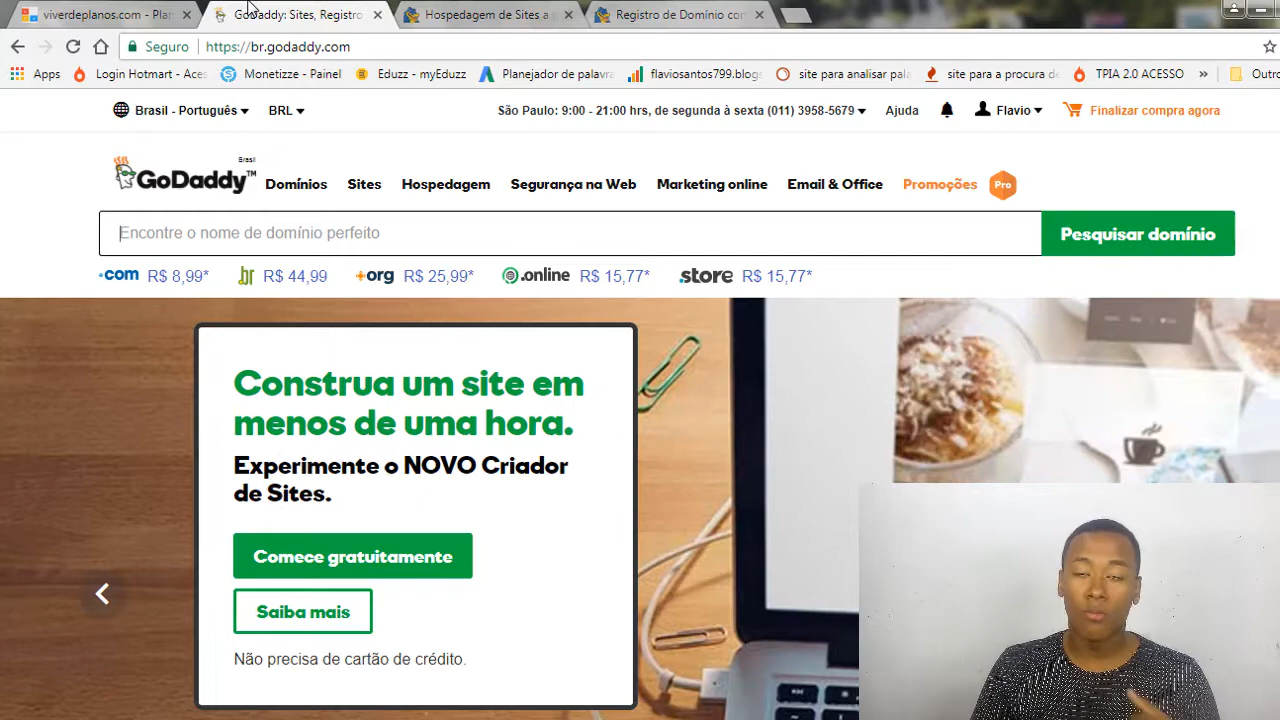 viverdeplanos.com - Plan
GoDaddy: Sites, Registro
Hospedagem de Sites a
Registro de Domínio con
Seguro https://br.godaddy.com
Apps Login Hotmart - Aces Monetizze - Painel Eduzz - myEduzz Planejador de palavra flaviosantos799.blogs site para analisar pala site para a procura de TPIA 2.0 ACESSO » Outro
Brasil - Português BRL São Paulo: 9:00 - 21:00 hrs, de segunda à sexta (011) 3958-5679 Ajuda Flavio Finalizar compra agora
Brasil
GoDaddy™ Domínios Sites Hospedagem Segurança na Web Marketing online Email & Office Promoções Pro
Encontre o nome de domínio perfeito Pesquisar domínio
.com R$ 8,99* .br R$ 44,99 .org R$ 25,99* .online R$ 15,77* .store R$ 15,77*
Construa um site em
menos de uma hora.
Experimente o NOVO Criador
de Sites.
Comece gratuitamente
Saiba mais
Não precisa de cartão de crédito.